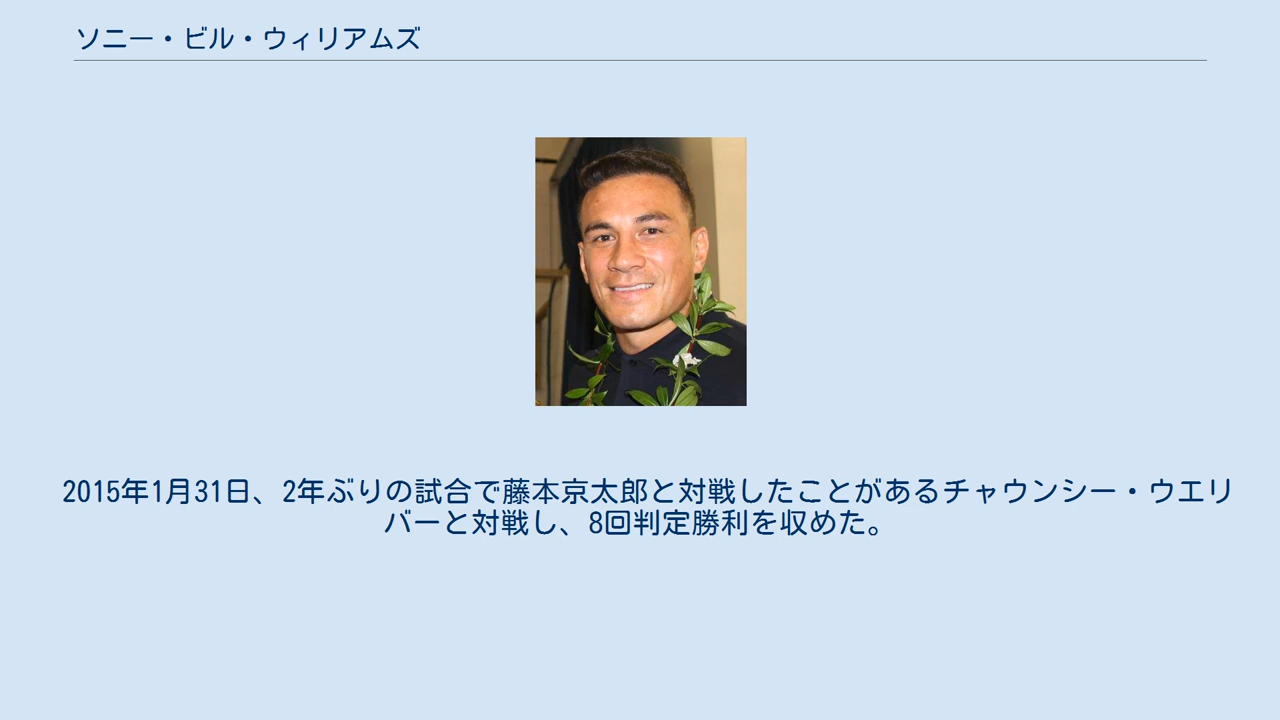 ソニー・ビル・ウィリアムズ
2015年1月31日、2年ぶりの試合で藤本京太郎と対戦したことがあるチャウンシー・ウエリ
バーと対戦し、8回判定勝利を収めた。